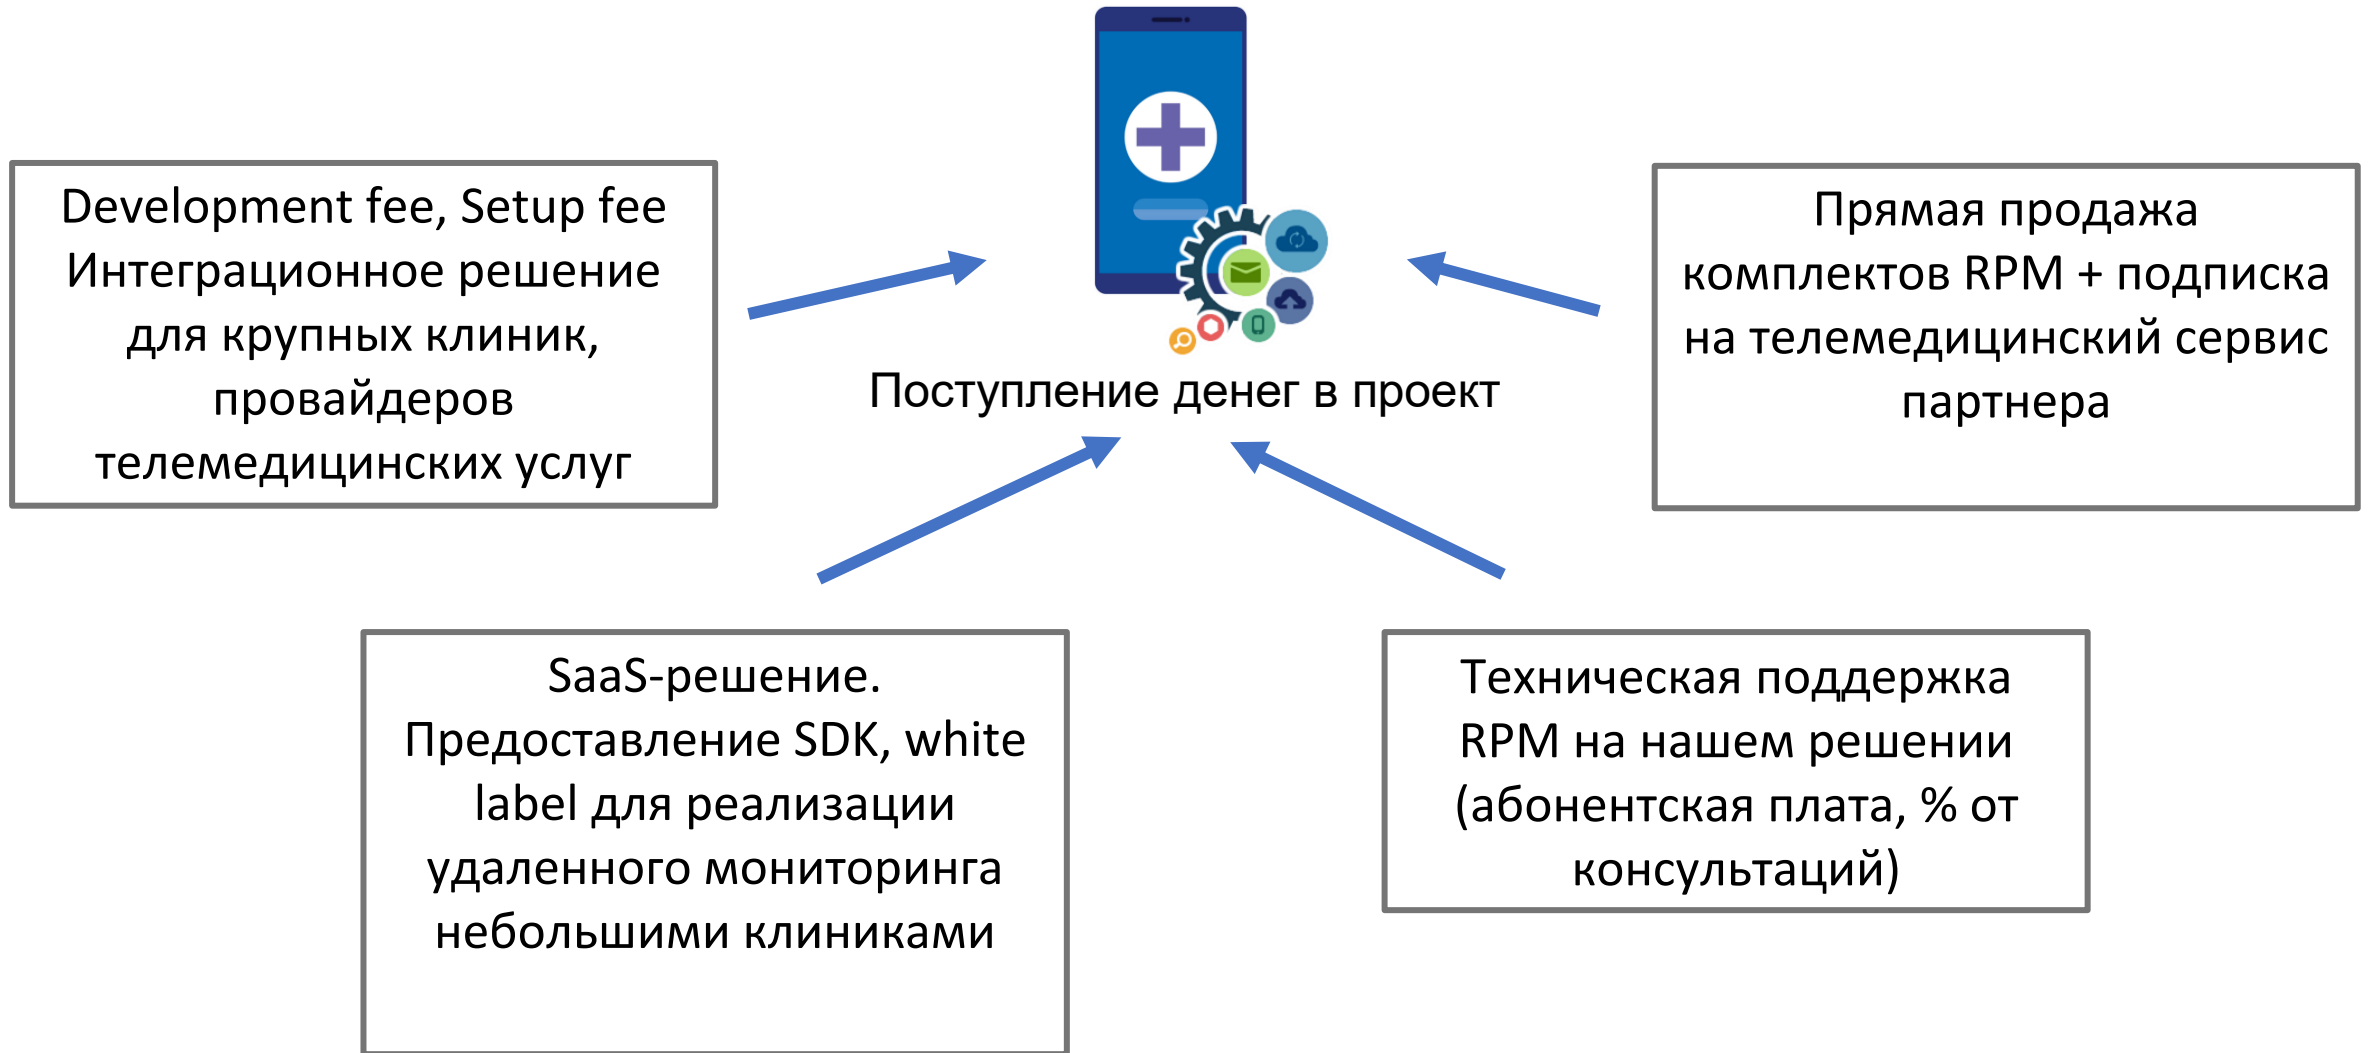 Development fee, Setup fee
Интеграционное решение
для крупных клиник,
провайдеров
телемедицинских услуг
Поступление денег в проект
Прямая продажа
комплектов RPM + подписка
на телемедицинский сервис
партнера
SaaS-решение.
Предоставление SDK, white
label для реализации
удаленного мониторинга
небольшими клиниками
Техническая поддержка
RPM на нашем решении
(абонентская плата, % от
консультаций)